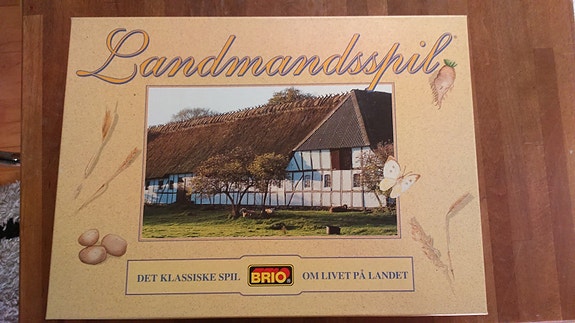 Landmandsspil
DET KLASSISKE SPIL BRIO OM LIVET PÅ LANDET